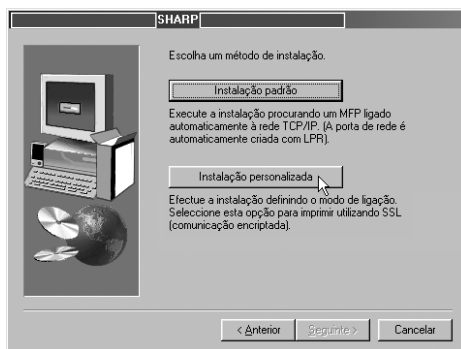 SHARP
Escolha um método de instalação.
Instalação padrão
Execute a instalação procurando um MFP ligado
automaticamente à rede TCP/IP. (A porta de rede é
automaticamente criada com LPR).
Instalação personalizada
Efectue a instalação definindo o modo de ligação.
Seleccione esta opção para imprimir utilizando SSL
(comunicação encriptada).
< Anterior
Seguinte >
Cancelar